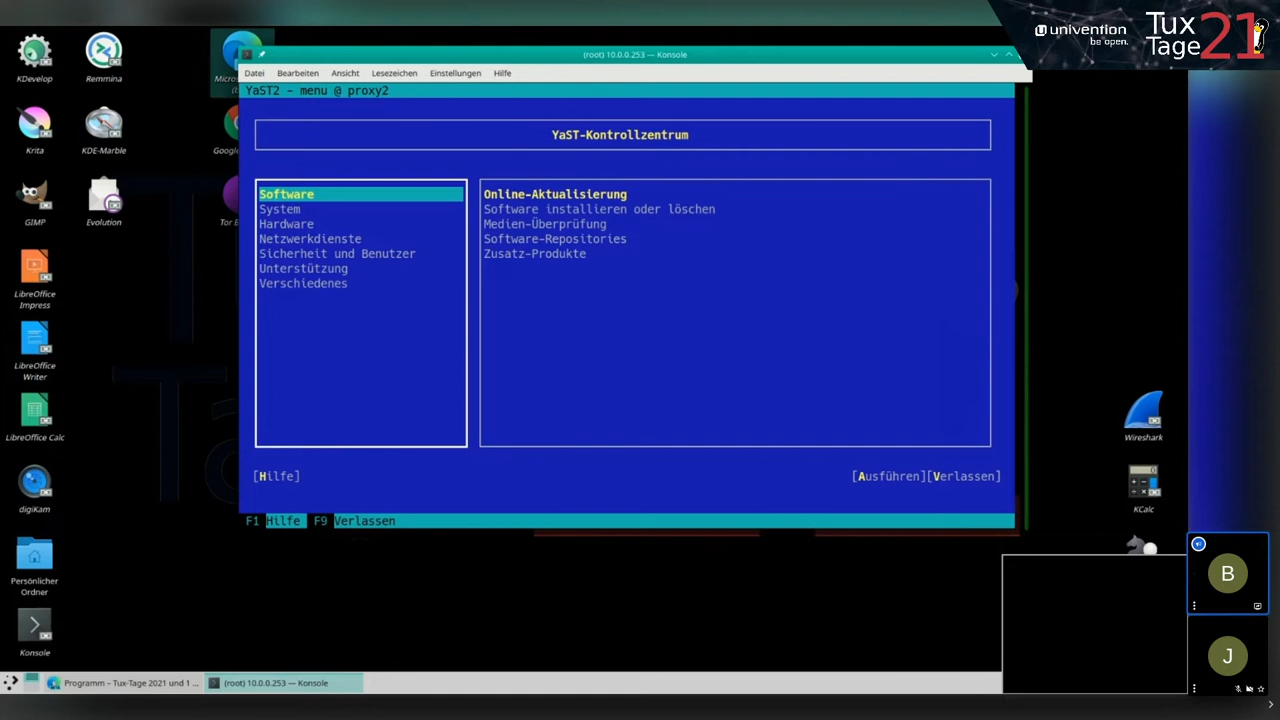 univention
be open.
Tux
Tage
21
KDevelop
Remmina
Micros
Krita
KDE-Marble
Google
GIMP
Evolution
Tor B
LibreOffice
Impress
LibreOffice
Writer
LibreOffice Calc
digiKam
Persönlicher
Ordner
Konsole
(root) 10.0.0.253 — Konsole
Datei Bearbeiten Ansicht Lesezeichen Einstellungen Hilfe
YaST2 - menu @ proxy2
YaST-Kontrollzentrum
Software
System
Hardware
Netzwerkdienste
Sicherheit und Benutzer
Unterstützung
Verschiedenes
Online-Aktualisierung
Software installieren oder löschen
Medien-Überprüfung
Software-Repositories
Zusatz-Produkte
[Hilfe]
[Ausführen][Verlassen]
F1 Hilfe F9 Verlassen
Wireshark
KCalc
B
J
Programm – Tux-Tage 2021 und 1 ...
(root) 10.0.0.253 — Konsole